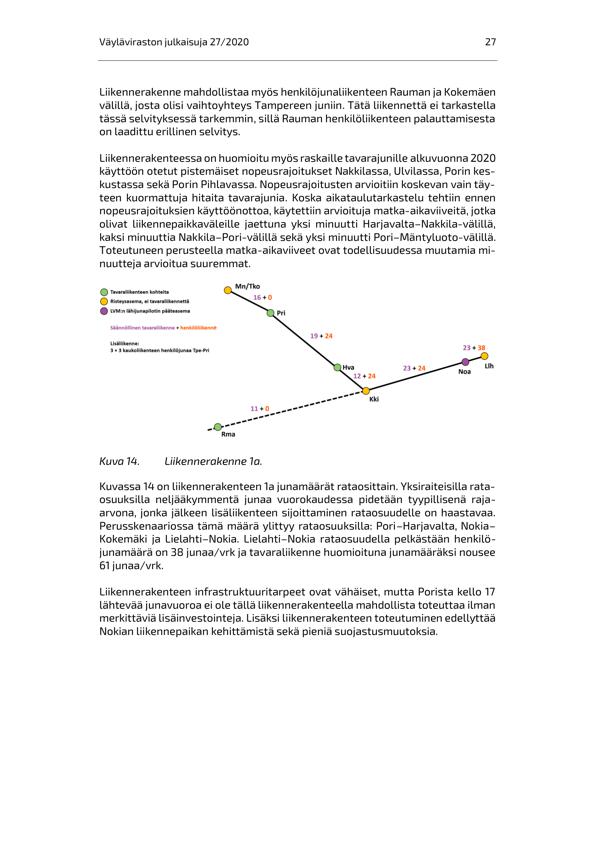 Väyläviraston julkaisuja 27/2020 27
Liikennerakenne mahdollistaa myös henkilöjunaliikenteen Rauman ja Kokemäen
välillä, josta olisi vaihtoyhteys Tampereen juniin. Tätä liikennettä ei tarkastella
tässä selvityksessä tarkemmin, sillä Rauman henkilöliikenteen palauttamisesta
on laadittu erillinen selvitys.
Liikennerakenteessa on huomioitu myös raskaille tavarajunille alkuvuonna 2020
käyttöön otetut pistemäiset nopeusrajoitukset Nakkilassa, Ulvilassa, Porin kes-
kustassa sekä Porin Pihlavassa. Nopeusrajoitusten arvioitiin koskevan vain täy-
teen kuormattuja hitaita tavarajunia. Koska aikataulutarkastelu tehtiin ennen
nopeusrajoituksien käyttöönottoa, käytettiin arvioituja matka-aikaviiveitä, jotka
olivat liikennepaikkaväleille jaettuna yksi minuutti Harjavalta–Nakkila-välillä,
kaksi minuuttia Nakkila–Pori-välillä sekä yksi minuutti Pori–Mäntyluoto-välillä.
Toteutuneen perusteella matka-aikaviiveet ovat todellisuudessa muutamia mi-
nuutteja arvioitua suuremmat.
Tavaraliikenteen kohteita
Risteysasema, ei tavaraliikennettä
LVM:n lähijunapilotin pääteasema
Säännöllinen tavaraliikenne + henkilöliikenne
Lisäliikenne:
3 + 3 kaukoliikenteen henkilöjunaa Tpe-Pri
Mn/Tko
16 + 0
Pri
19 + 24
Hva
12 + 24
Kki
23 + 24
23 + 38
Noa
Llh
11 + 0
Rma
Kuva 14. Liikennerakenne 1a.
Kuvassa 14 on liikennerakenteen 1a junamäärät rataosittain. Yksiraiteisilla rata-
osuuksilla neljääkymmentä junaa vuorokaudessa pidetään tyypillisenä raja-
arvona, jonka jälkeen lisäliikenteen sijoittaminen rataosuudelle on haastavaa.
Perusskenaariossa tämä määrä ylittyy rataosuuksilla: Pori–Harjavalta, Nokia–
Kokemäki ja Lielahti–Nokia. Lielahti–Nokia rataosuudella pelkästään henkilö-
junamäärä on 38 junaa/vrk ja tavaraliikenne huomioituna junamääräksi nousee
61 junaa/vrk.
Liikennerakenteen infrastruktuuritarpeet ovat vähäiset, mutta Porista kello 17
lähtevää junavuoroa ei ole tällä liikennerakenteella mahdollista toteuttaa ilman
merkittäviä lisäinvestointeja. Lisäksi liikennerakenteen toteutuminen edellyttää
Nokian liikennepaikan kehittämistä sekä pieniä suojastusmuutoksia.